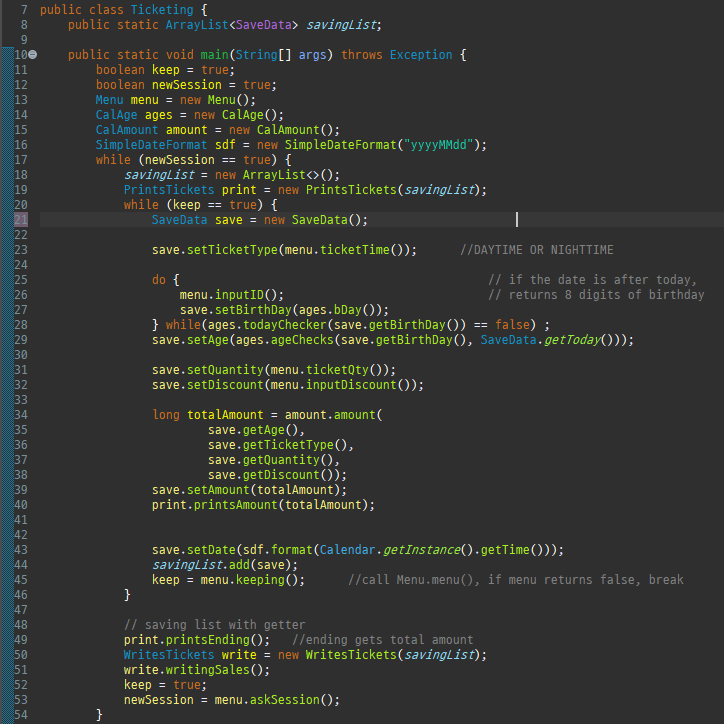 7 public class Ticketing {
8     public static ArrayList<SaveData> savingList;
9
10     public static void main(String[] args) throws Exception {
11         boolean keep = true;
12         boolean newSession = true;
13         Menu menu = new Menu();
14         CalAge ages = new CalAge();
15         CalAmount amount = new CalAmount();
16         SimpleDateFormat sdf = new SimpleDateFormat("yyyyMMdd");
17         while (newSession == true) {
18             savingList = new ArrayList<>();
19             PrintsTickets print = new PrintsTickets(savingList);
20             while (keep == true) {
21                 SaveData save = new SaveData();
22
23                 save.setTicketType(menu.ticketTime());      //DAYTIME OR NIGHTTIME
24
25                 do {                                            // if the date is after today,
26                     menu.inputID();                             // returns 8 digits of birthday
27                     save.setBirthDay(ages.bDay());
28                 } while(ages.todayChecker(save.getBirthDay()) == false) ;
29                 save.setAge(ages.ageChecks(save.getBirthDay(), SaveData.getToday()));
30
31                 save.setQuantity(menu.ticketQty());
32                 save.setDiscount(menu.inputDiscount());
33
34                 long totalAmount = amount.amount(
35                         save.getAge(),
36                         save.getTicketType(),
37                         save.getQuantity(),
38                         save.getDiscount());
39                 save.setAmount(totalAmount);
40                 print.printsAmount(totalAmount);
41
42
43                 save.setDate(sdf.format(Calendar.getInstance().getTime()));
44                 savingList.add(save);
45                 keep = menu.keeping();      //call Menu.menu(), if menu returns false, break
46             }
47
48             // saving list with getter
49             print.printsEnding();   //ending gets total amount
50             WritesTickets write = new WritesTickets(savingList);
51             write.writingSales();
52             keep = true;
53             newSession = menu.askSession();
54         }